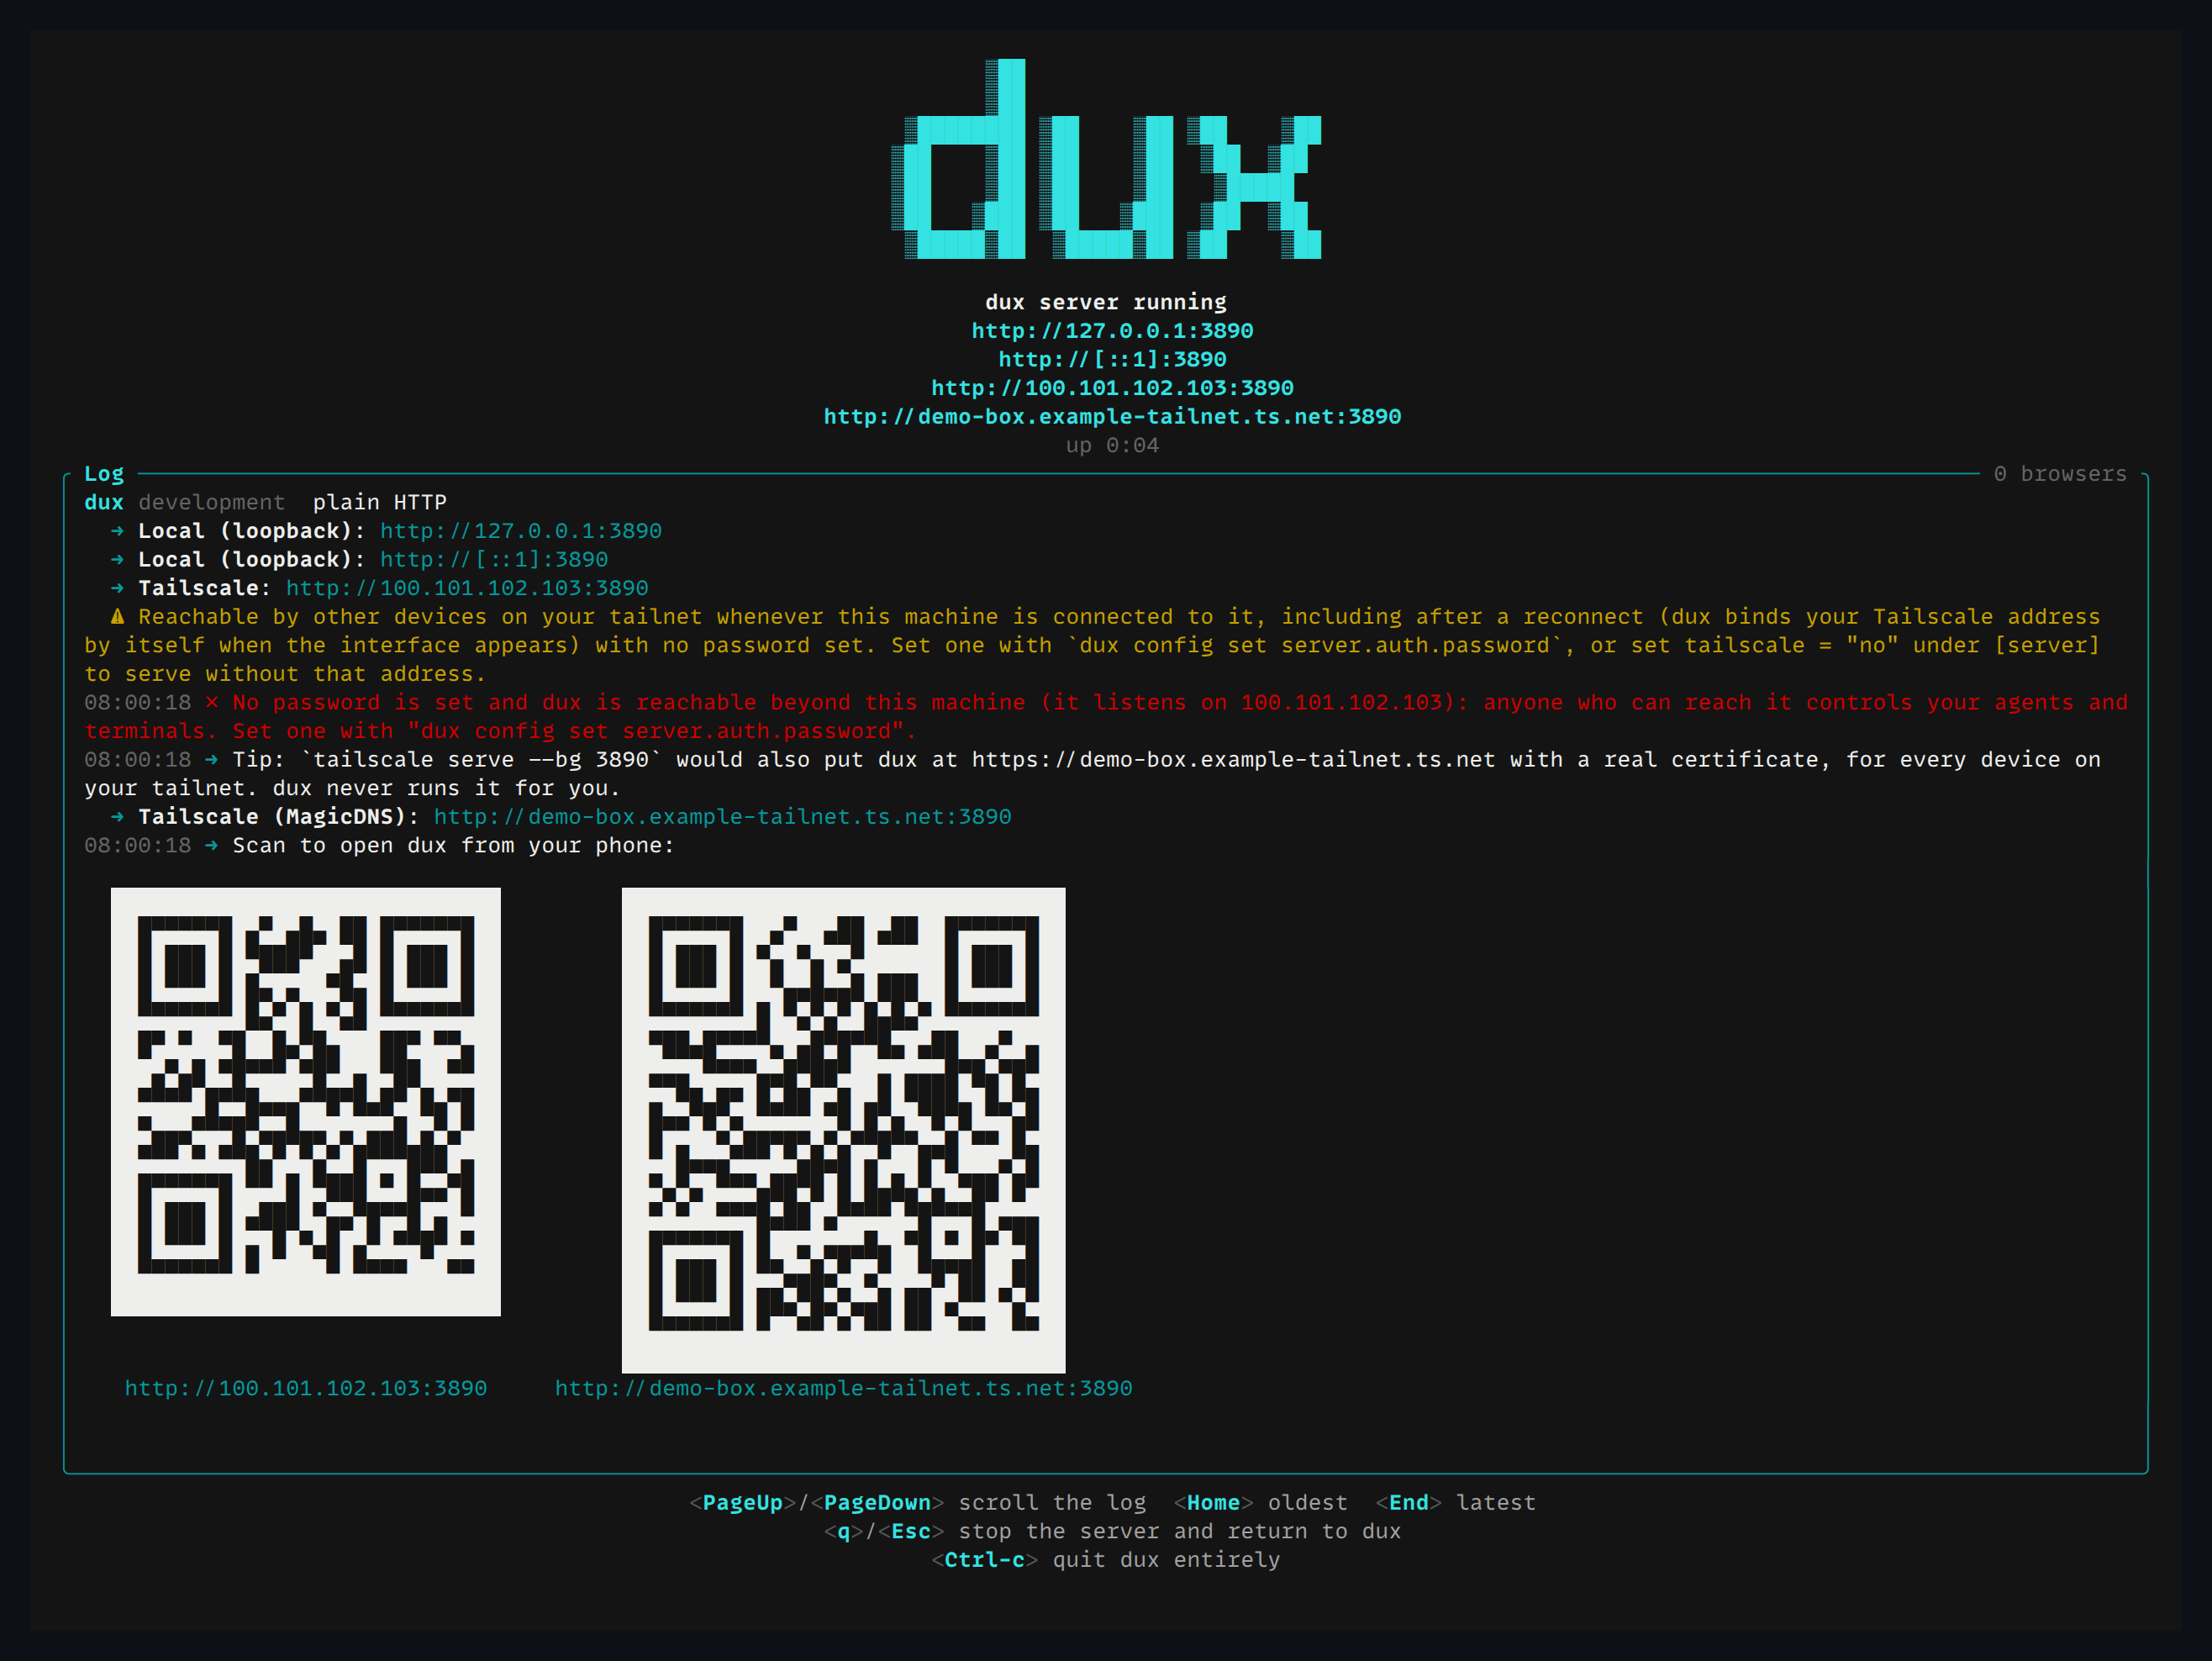 dux
dux server running
http://127.0.0.1:3890
http://[::1]:3890
http://100.101.102.103:3890
http://demo-box.example-tailnet.ts.net:3890
up 0:04
Log
0 browsers
dux development  plain HTTP
➜ Local (loopback): http://127.0.0.1:3890
➜ Local (loopback): http://[::1]:3890
➜ Tailscale: http://100.101.102.103:3890
⚠ Reachable by other devices on your tailnet whenever this machine is connected to it, including after a reconnect (dux binds your Tailscale address
by itself when the interface appears) with no password set. Set one with `dux config set server.auth.password`, or set tailscale = "no" under [server]
to serve without that address.
08:00:18 ✕ No password is set and dux is reachable beyond this machine (it listens on 100.101.102.103): anyone who can reach it controls your agents and
terminals. Set one with "dux config set server.auth.password".
08:00:18 ➜ Tip: `tailscale serve --bg 3890` would also put dux at https://demo-box.example-tailnet.ts.net with a real certificate, for every device on
your tailnet. dux never runs it for you.
➜ Tailscale (MagicDNS): http://demo-box.example-tailnet.ts.net:3890
08:00:18 ➜ Scan to open dux from your phone:
http://100.101.102.103:3890
http://demo-box.example-tailnet.ts.net:3890
<PageUp>/<PageDown> scroll the log  <Home> oldest  <End> latest
<q>/<Esc> stop the server and return to dux
<Ctrl-c> quit dux entirely